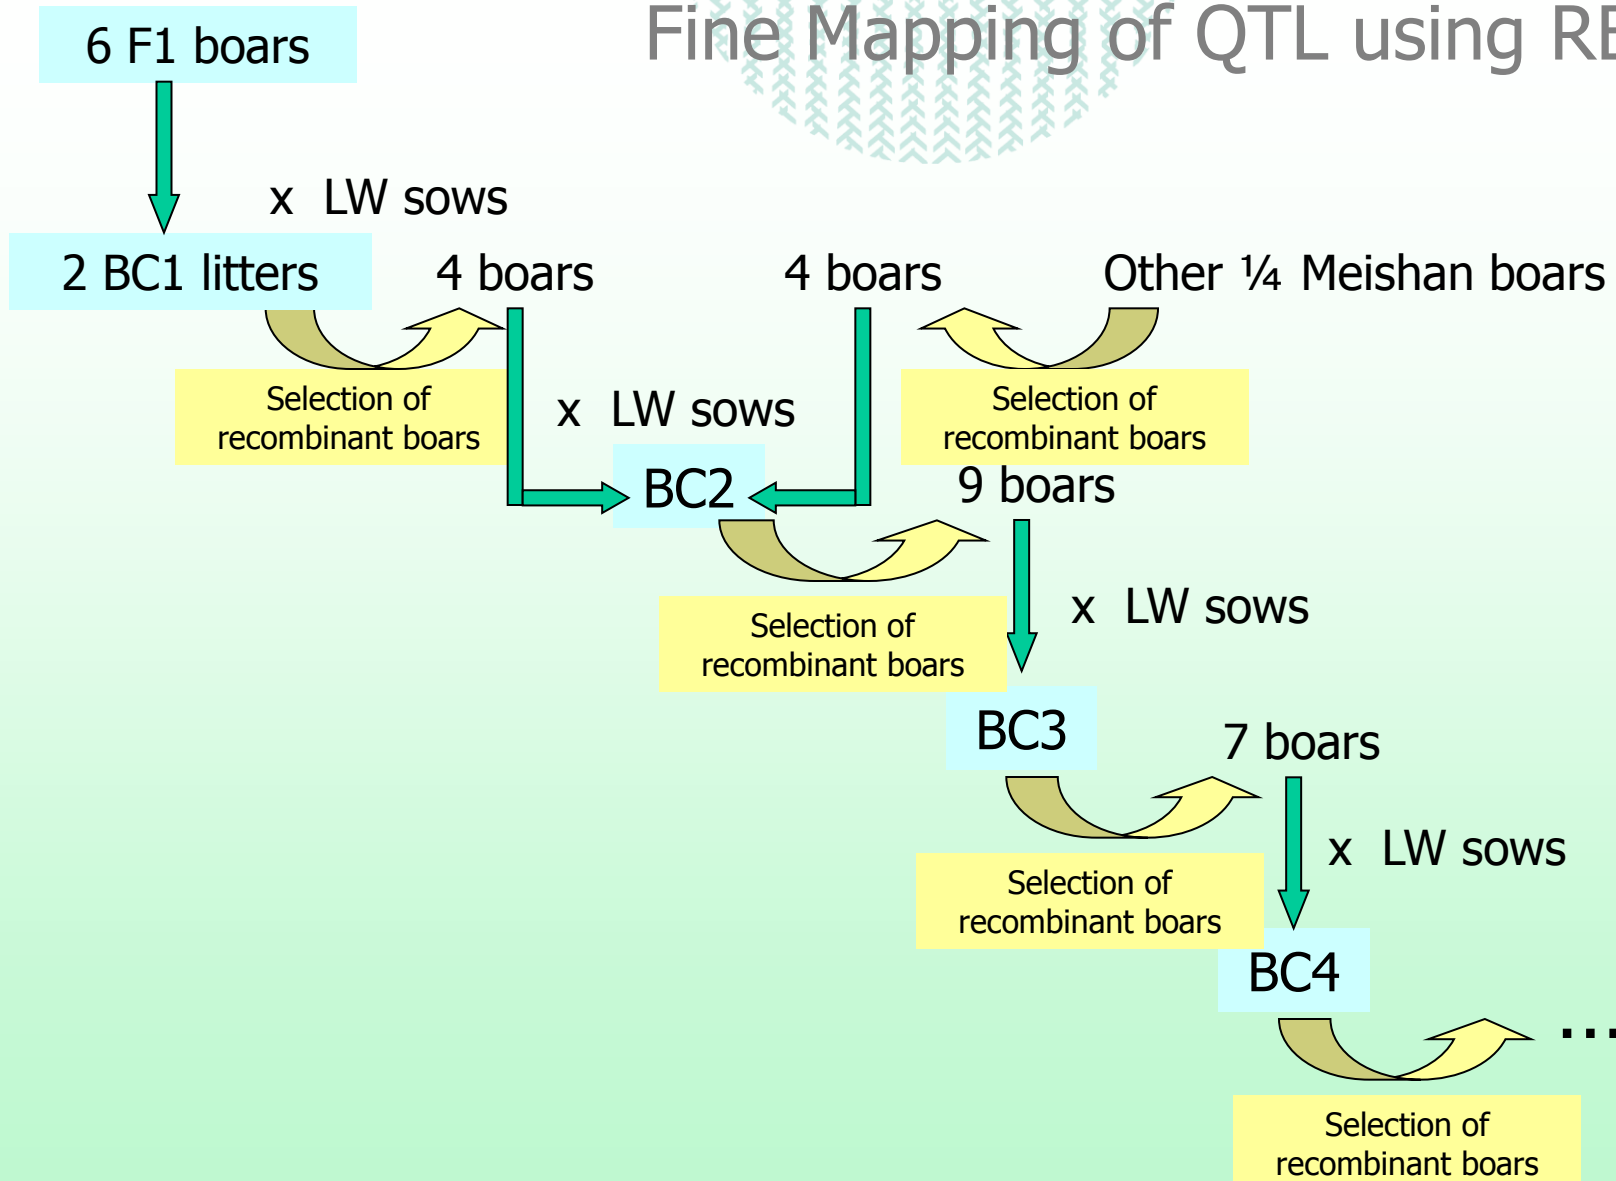 Fine Mapping of QTL using RE
6 F1 boars
x LW sows
2 BC1 litters
4 boars
4 boars
Other ¼ Meishan boars
Selection of
recombinant boars
x LW sows
Selection of
recombinant boars
BC2
9 boars
Selection of
recombinant boars
x LW sows
BC3
7 boars
Selection of
recombinant boars
x LW sows
BC4
...
Selection of
recombinant boars